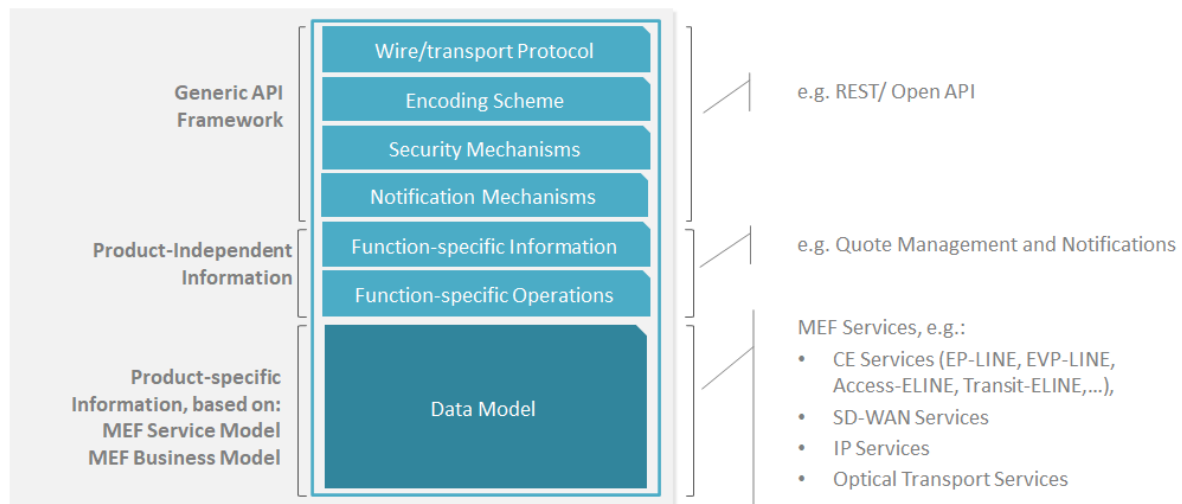 Generic API
Framework
Wire/transport Protocol
Encoding Scheme
Security Mechanisms
Notification Mechanisms
e.g. REST/ Open API
Product-Independent
Information
Function-specific Information
Function-specific Operations
e.g. Quote Management and Notifications
Product-specific
Information, based on:
MEF Service Model
MEF Business Model
Data Model
MEF Services, e.g.:
• CE Services (EP-LINE, EVP-LINE,
Access-ELINE, Transit-ELINE,...),
• SD-WAN Services
• IP Services
• Optical Transport Services